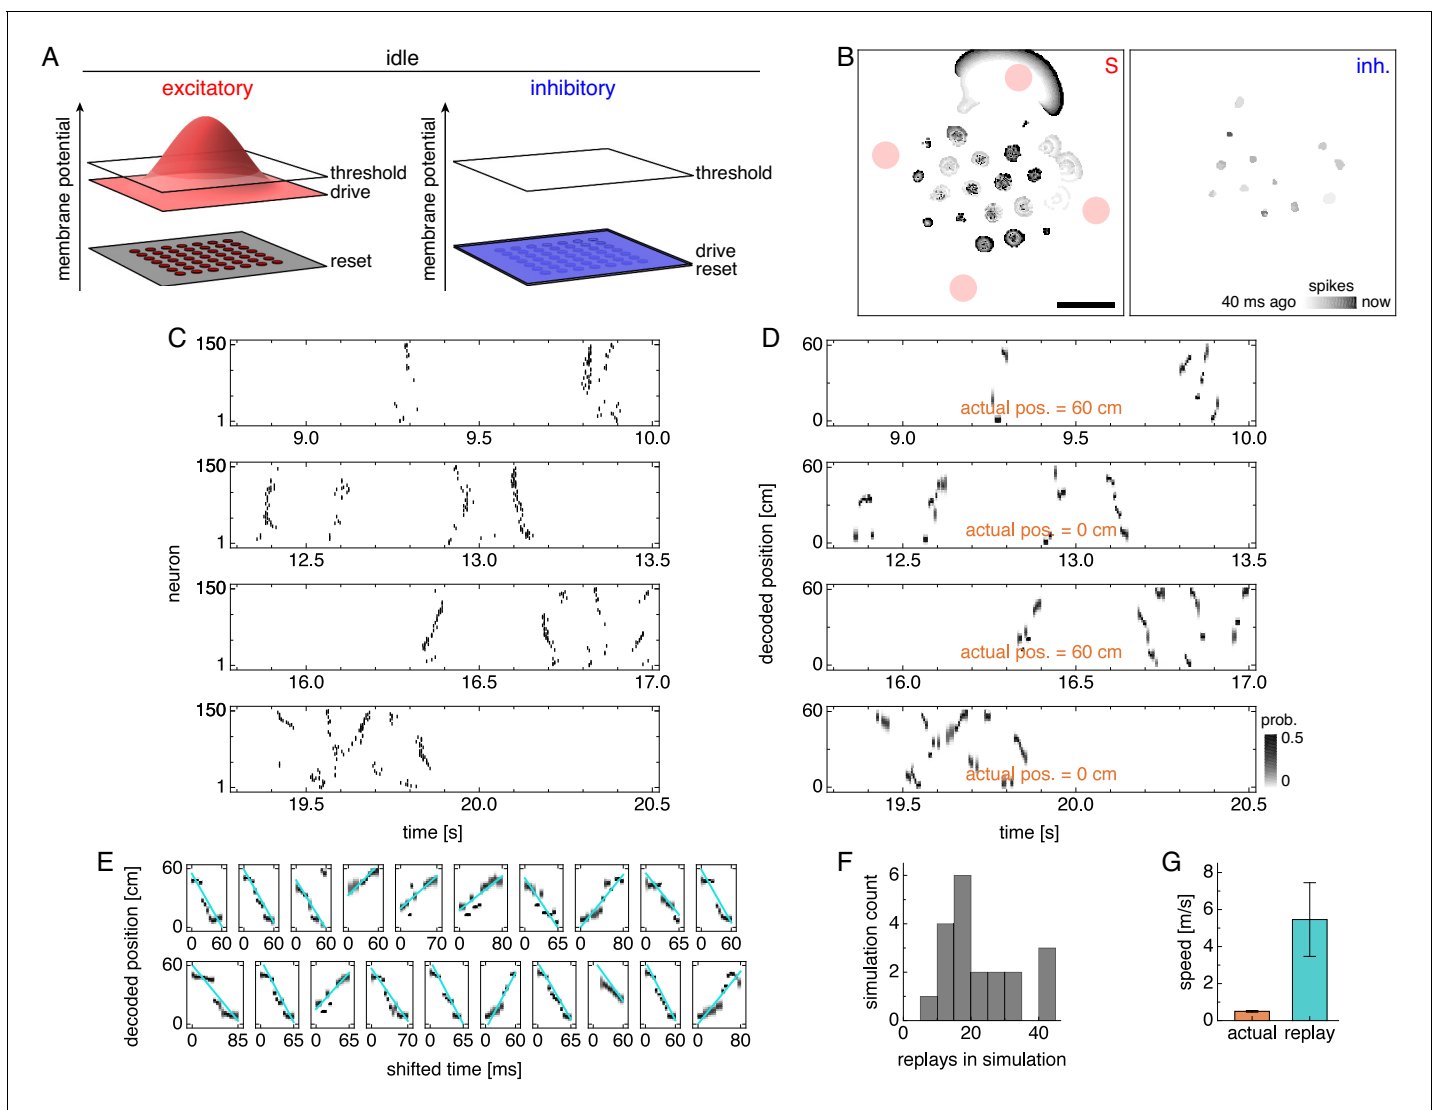 A
idle
excitatory
inhibitory
membrane potential
threshold
drive
reset
membrane potential
threshold
drive
reset
B
S
inh.
spikes
40 ms ago
now
C
neuron
150
1
9.0
9.5
10.0
150
1
12.5
13.0
13.5
150
1
16.0
16.5
17.0
150
1
19.5
20.0
20.5
time [s]
D
decoded position [cm]
60
0
actual pos. = 60 cm
9.0
9.5
10.0
60
0
actual pos. = 0 cm
12.5
13.0
13.5
60
0
actual pos. = 60 cm
16.0
16.5
17.0
60
0
actual pos. = 0 cm
19.5
20.0
20.5
time [s]
prob.
0.5
0
E
decoded position [cm]
60
0
0 60 0 60 0 60 0 60 0 70 0 80 0 65 0 80 0 65 0 60
60
0
0 85 0 65 0 65 0 70 0 65 0 60 0 65 0 60 0 65 0 80
shifted time [ms]
F
simulation count
6
4
2
0
0 20 40
replays in simulation
G
speed [m/s]
8
6
4
2
0
actual replay